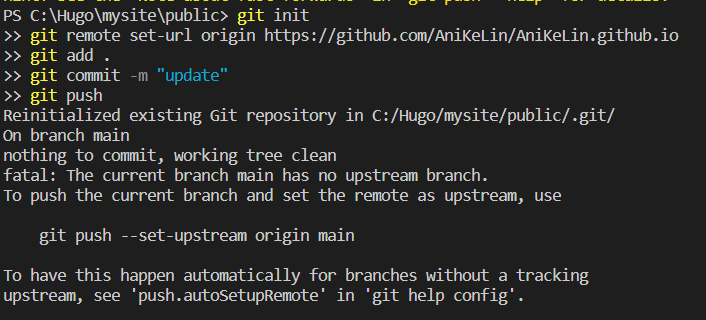 PS C:\Hugo\mysite\public> git init
>> git remote set-url origin https://github.com/AniKeLin/AniKeLin.github.io
>> git add .
>> git commit -m "update"
>> git push
Reinitialized existing Git repository in C:/Hugo/mysite/public/.git/
On branch main
nothing to commit, working tree clean
fatal: The current branch main has no upstream branch.
To push the current branch and set the remote as upstream, use
git push --set-upstream origin main
To have this happen automatically for branches without a tracking
upstream, see 'push.autoSetupRemote' in 'git help config'.